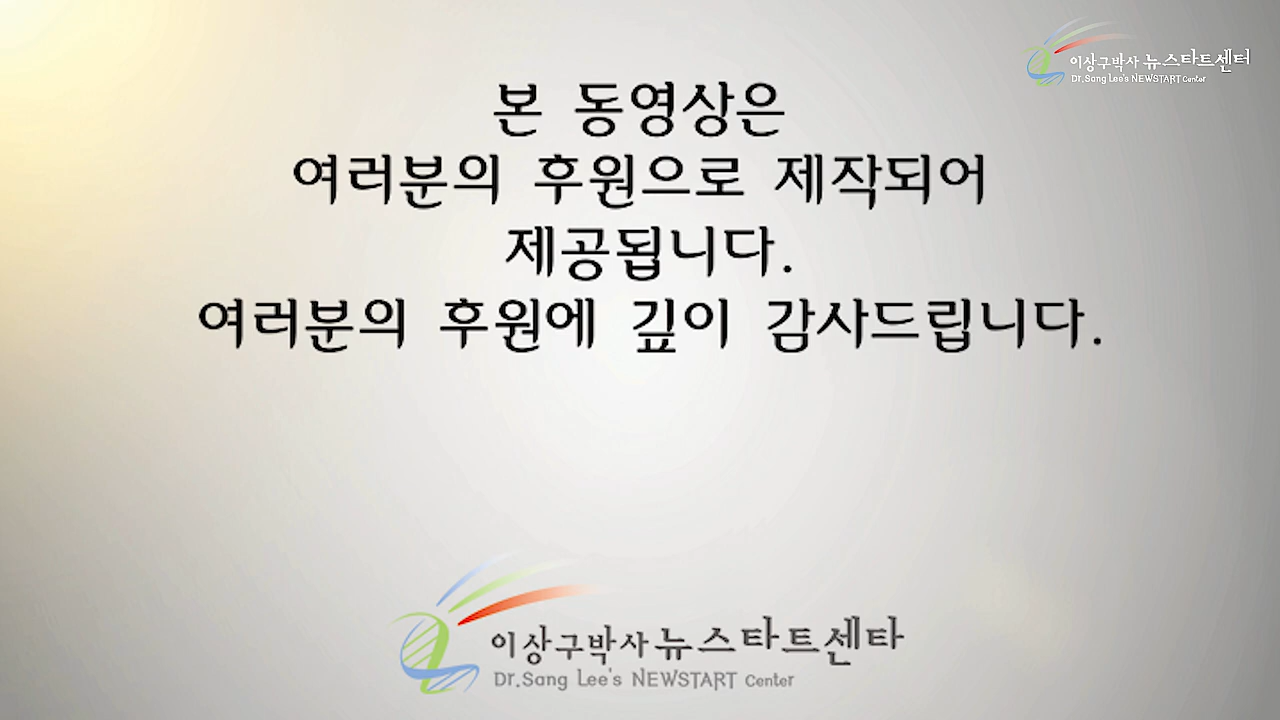 이상구박사 뉴스타트센터
Dr.Sang Lee's NEWSTART Center
본 동영상은
여러분의 후원으로 제작되어
제공됩니다.
여러분의 후원에 깊이 감사드립니다.
이상구박사 뉴스타트센타
Dr.Sang Lee's NEWSTART Center